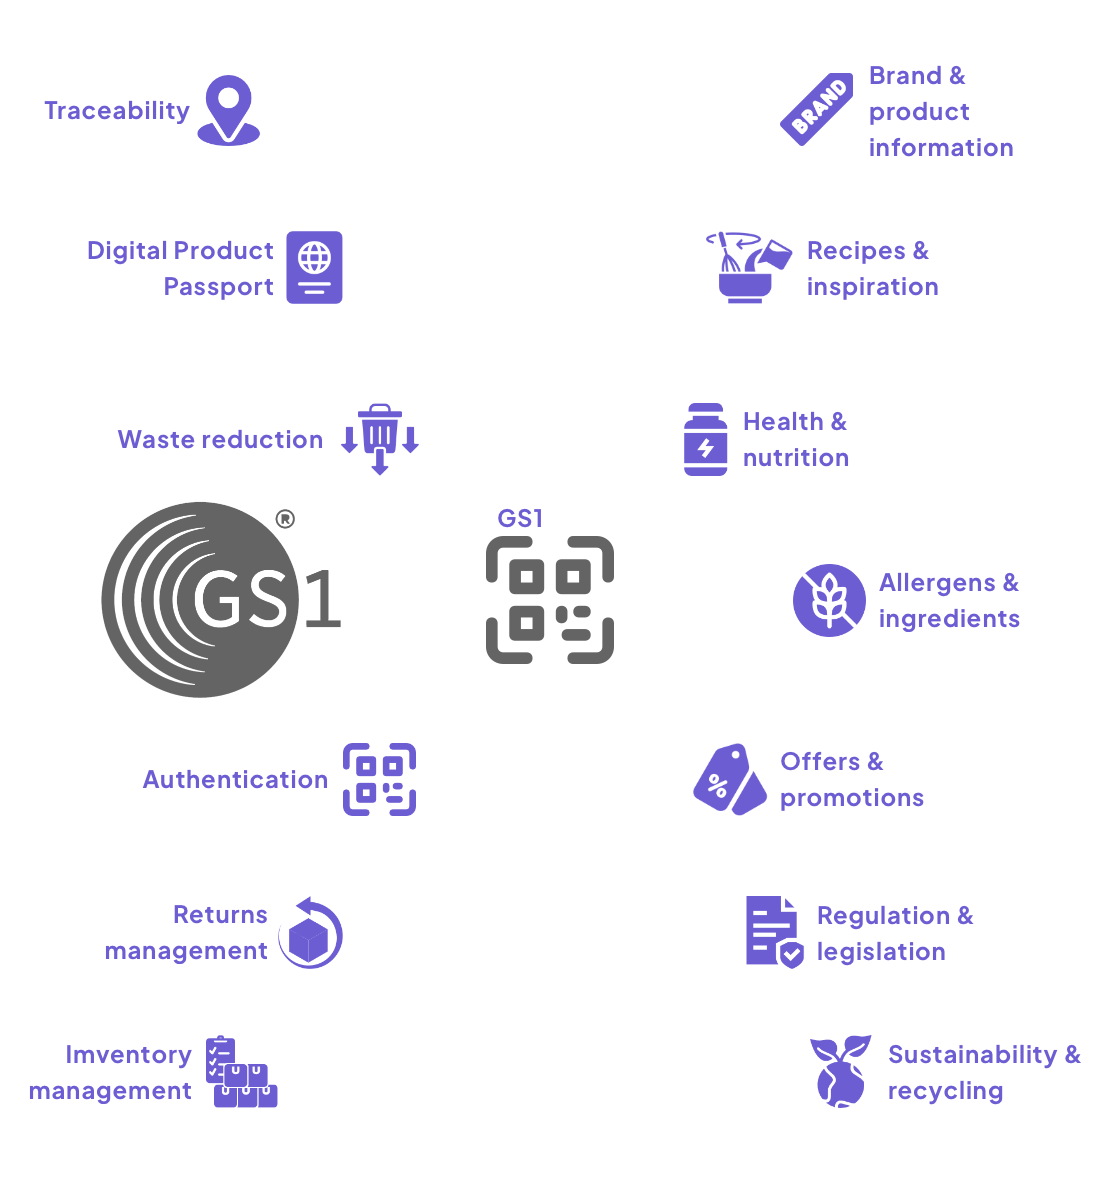 Traceability
BRAND
Brand &
product
information
Digital Product
Passport
Recipes &
inspiration
Waste reduction
Health &
nutrition
GS1®
GS1
Allergens &
ingredients
Authentication
%
Offers &
promotions
Returns
management
Regulation &
legislation
Imventory
management
Sustainability &
recycling